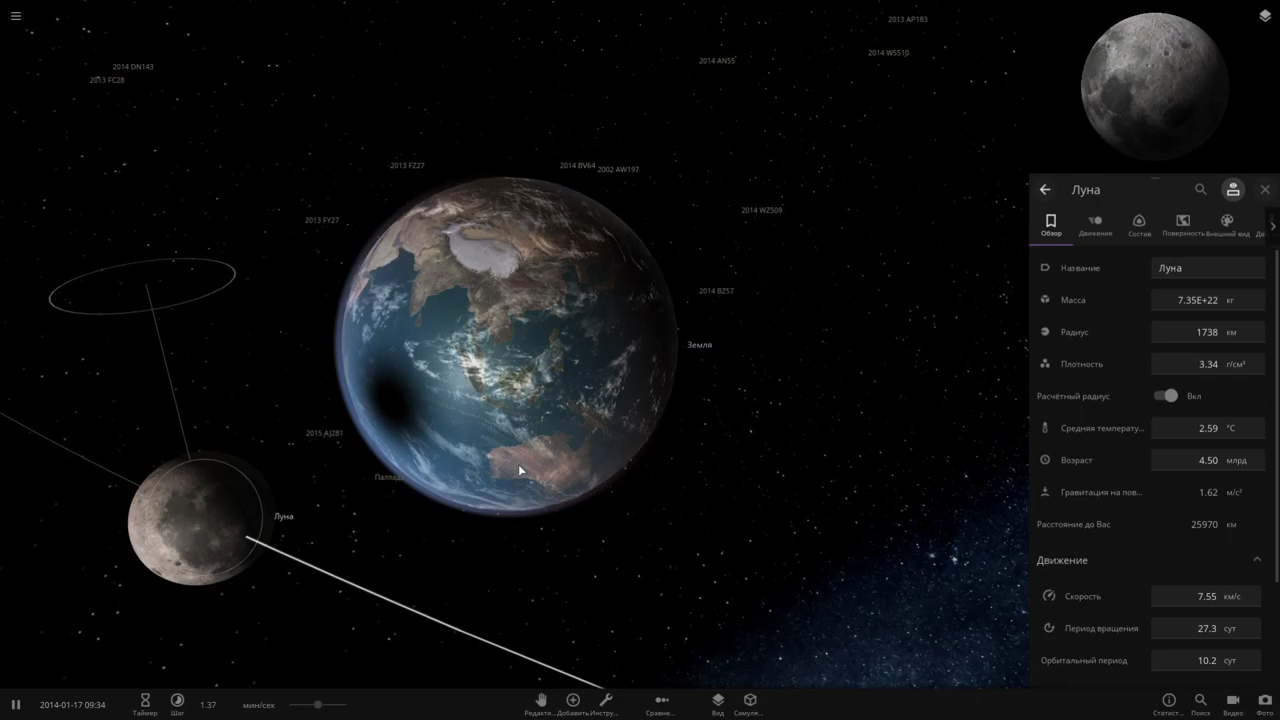 2013 AP183
2014 WS510
2014 AN55
2014 DN143
2013 FC28
2013 FZ27
2014 BV64
2002 AW197
2014 WZ509
2013 FY27
2014 BZ57
Земля
2015 AJ281
Паллада
Луна
Луна
Обзор
Движение
Состав
Поверхность
Внешний вид
Де
Название
Луна
Масса
7.35E+22 кг
Радиус
1738 км
Плотность
3.34 г/см³
Расчётный радиус
Вкл
Средняя температу...
2.59 °C
Возраст
4.50 млрд
Гравитация на пов...
1.62 м/с²
Расстояние до Вас
25970 км
Движение
Скорость
7.55 км/с
Период вращения
27.3 сут
Орбитальный период
10.2 сут
2014-01-17 09:34
Таймер
Шаг
1.37 мин/сек
Редакти...
Добавить
Инстру...
Сравне...
Вид
Симуля...
Статист...
Поиск
Видео
Фото